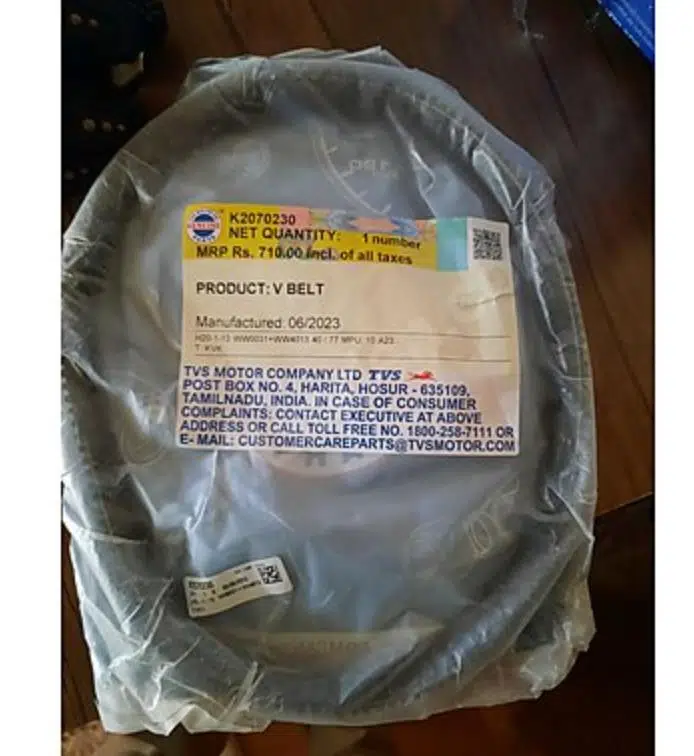 GENUINE
K2070230
NET QUANTITY: 1 number
MRP Rs. 710.00 incl. of all taxes
PRODUCT: V BELT
Manufactured: 06/2023
TVS MOTOR COMPANY LTD TVS
POST BOX NO. 4, HARITA, HOSUR - 635109,
TAMILNADU, INDIA. IN CASE OF CONSUMER
COMPLAINTS: CONTACT EXECUTIVE AT ABOVE
ADDRESS OR CALL TOLL FREE NO. 1800-258-7111 OR
E- MAIL: CUSTOMERCAREPARTS@TVSMOTOR.COM
K2070230